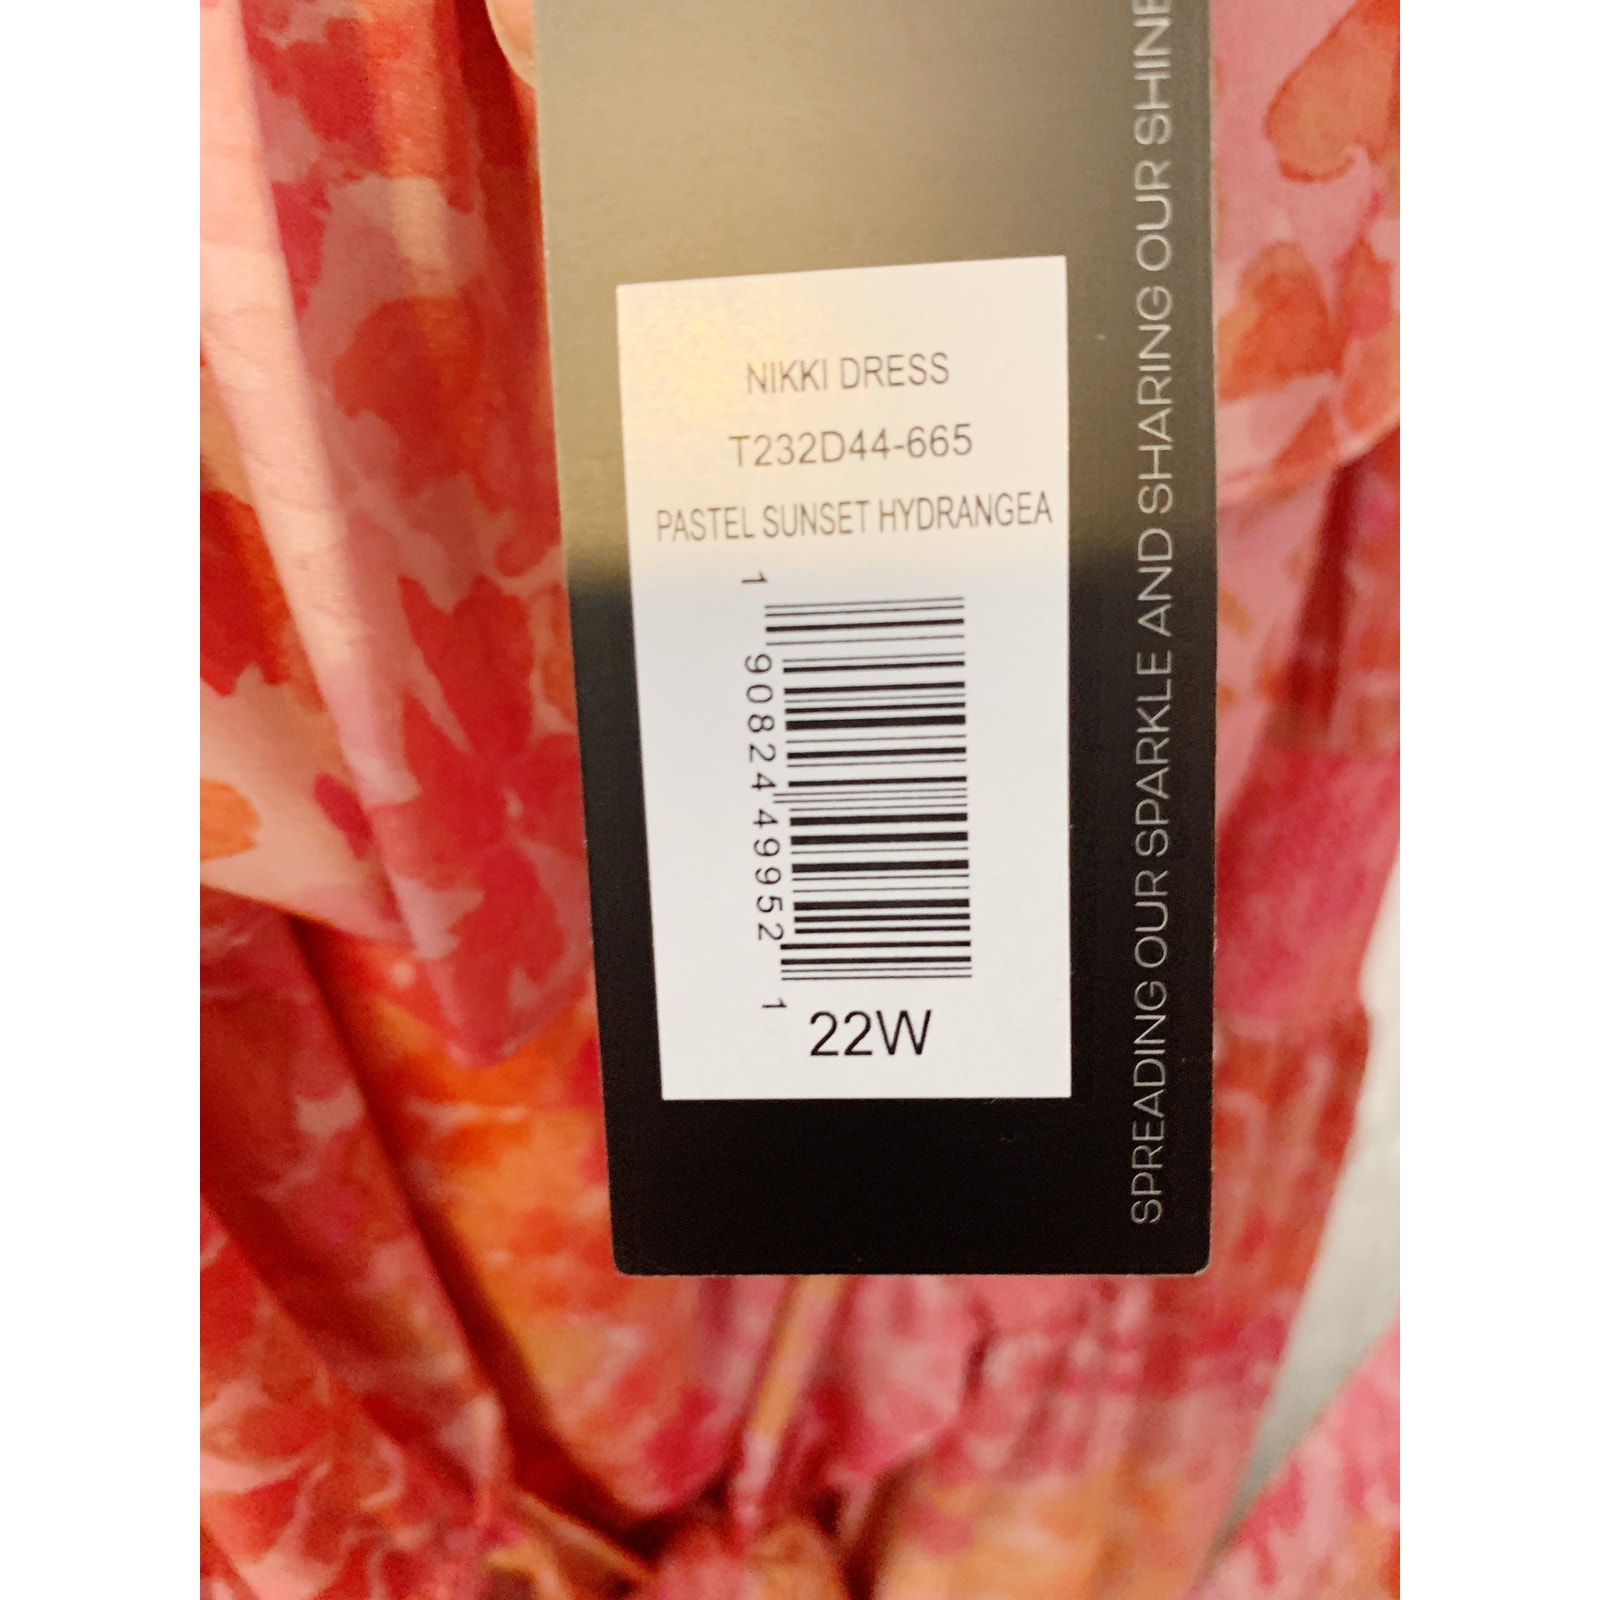 NIKKI DRESS
T232D44-665
PASTEL SUNSET HYDRANGEA
1 90824 49952 1
22W
SPREADING OUR SPARKLE AND SHARING OUR SHINE